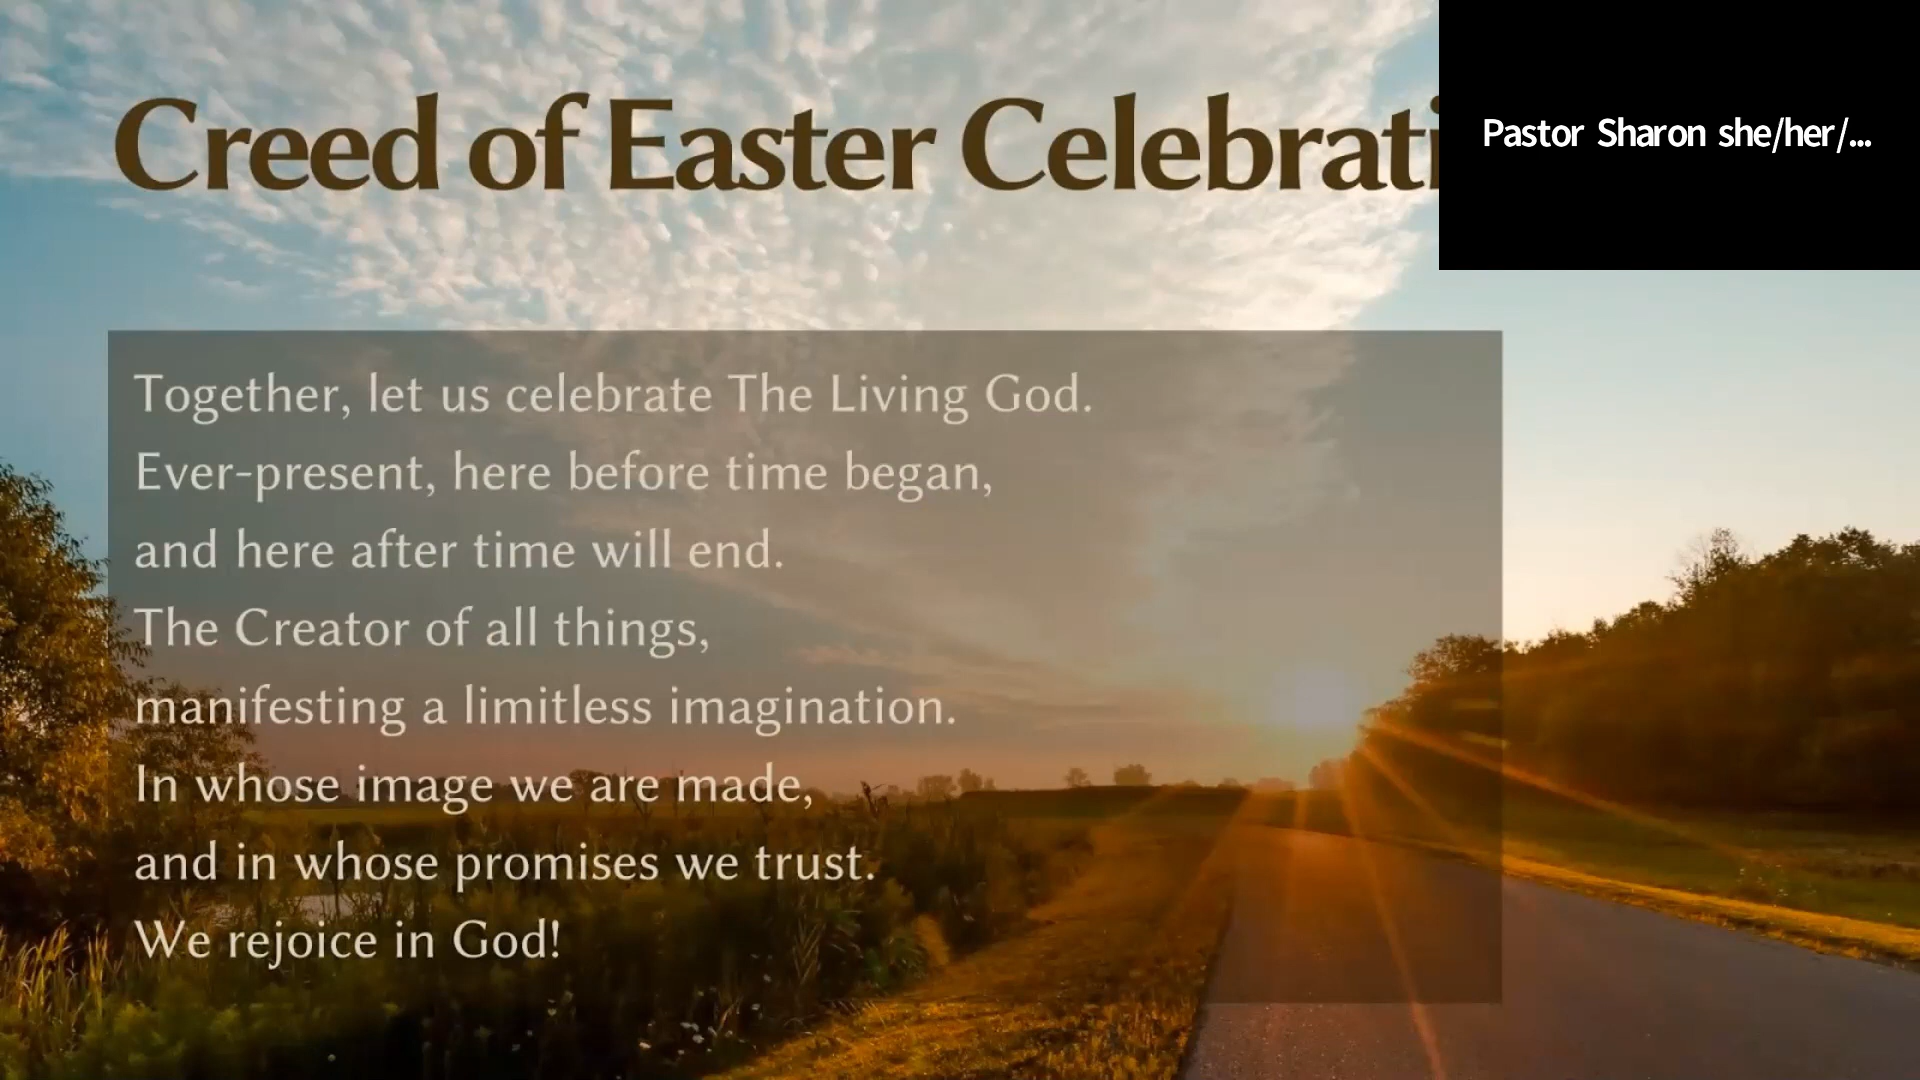 Creed of Easter Celebrati
Pastor Sharon she/her/...
Together, let us celebrate The Living God.
Ever-present, here before time began,
and here after time will end.
The Creator of all things,
manifesting a limitless imagination.
In whose image we are made,
and in whose promises we trust.
We rejoice in God!